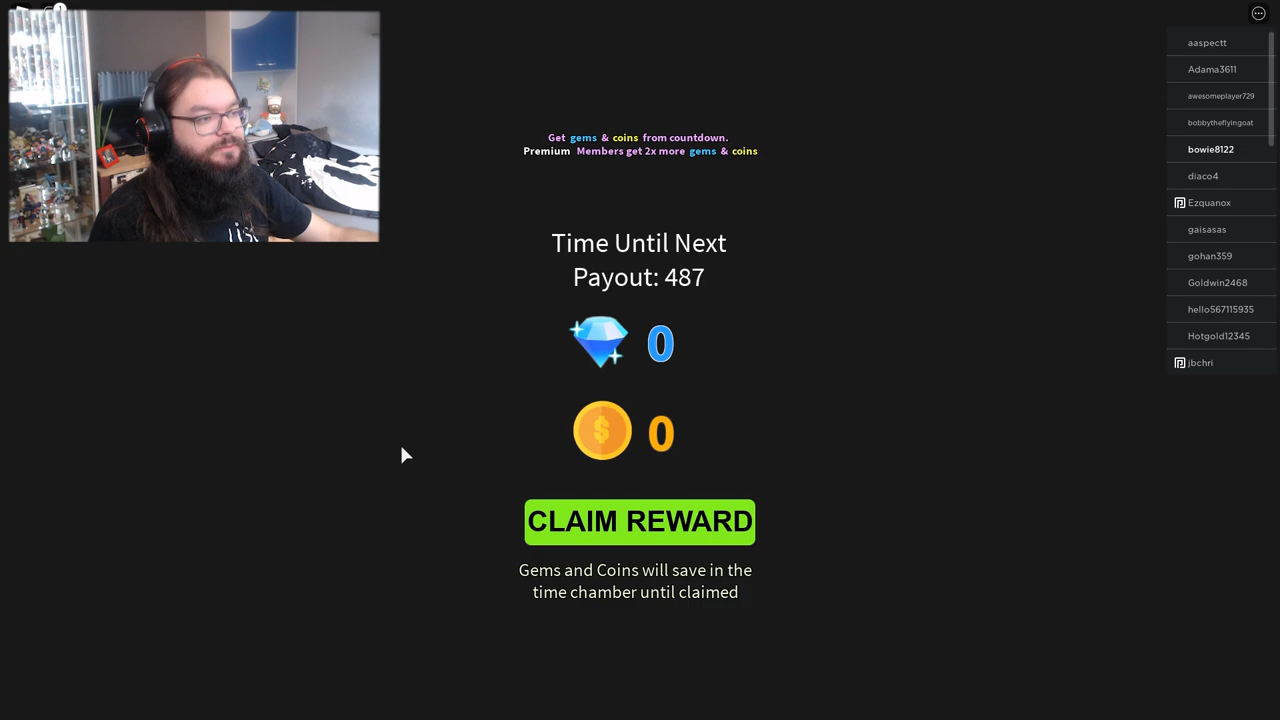 1
Get gems & coins from countdown.
Premium Members get 2x more gems & coins
Time Until Next
Payout: 487
0
$ 0
CLAIM REWARD
Gems and Coins will save in the
time chamber until claimed
aaspectt
Adama3611
awesomeplayer729
bobbytheflyingoat
bowie8122
diaco4
Ezquanox
gaisasas
gohan359
Goldwin2468
hello567115935
Hotgold12345
jbchri